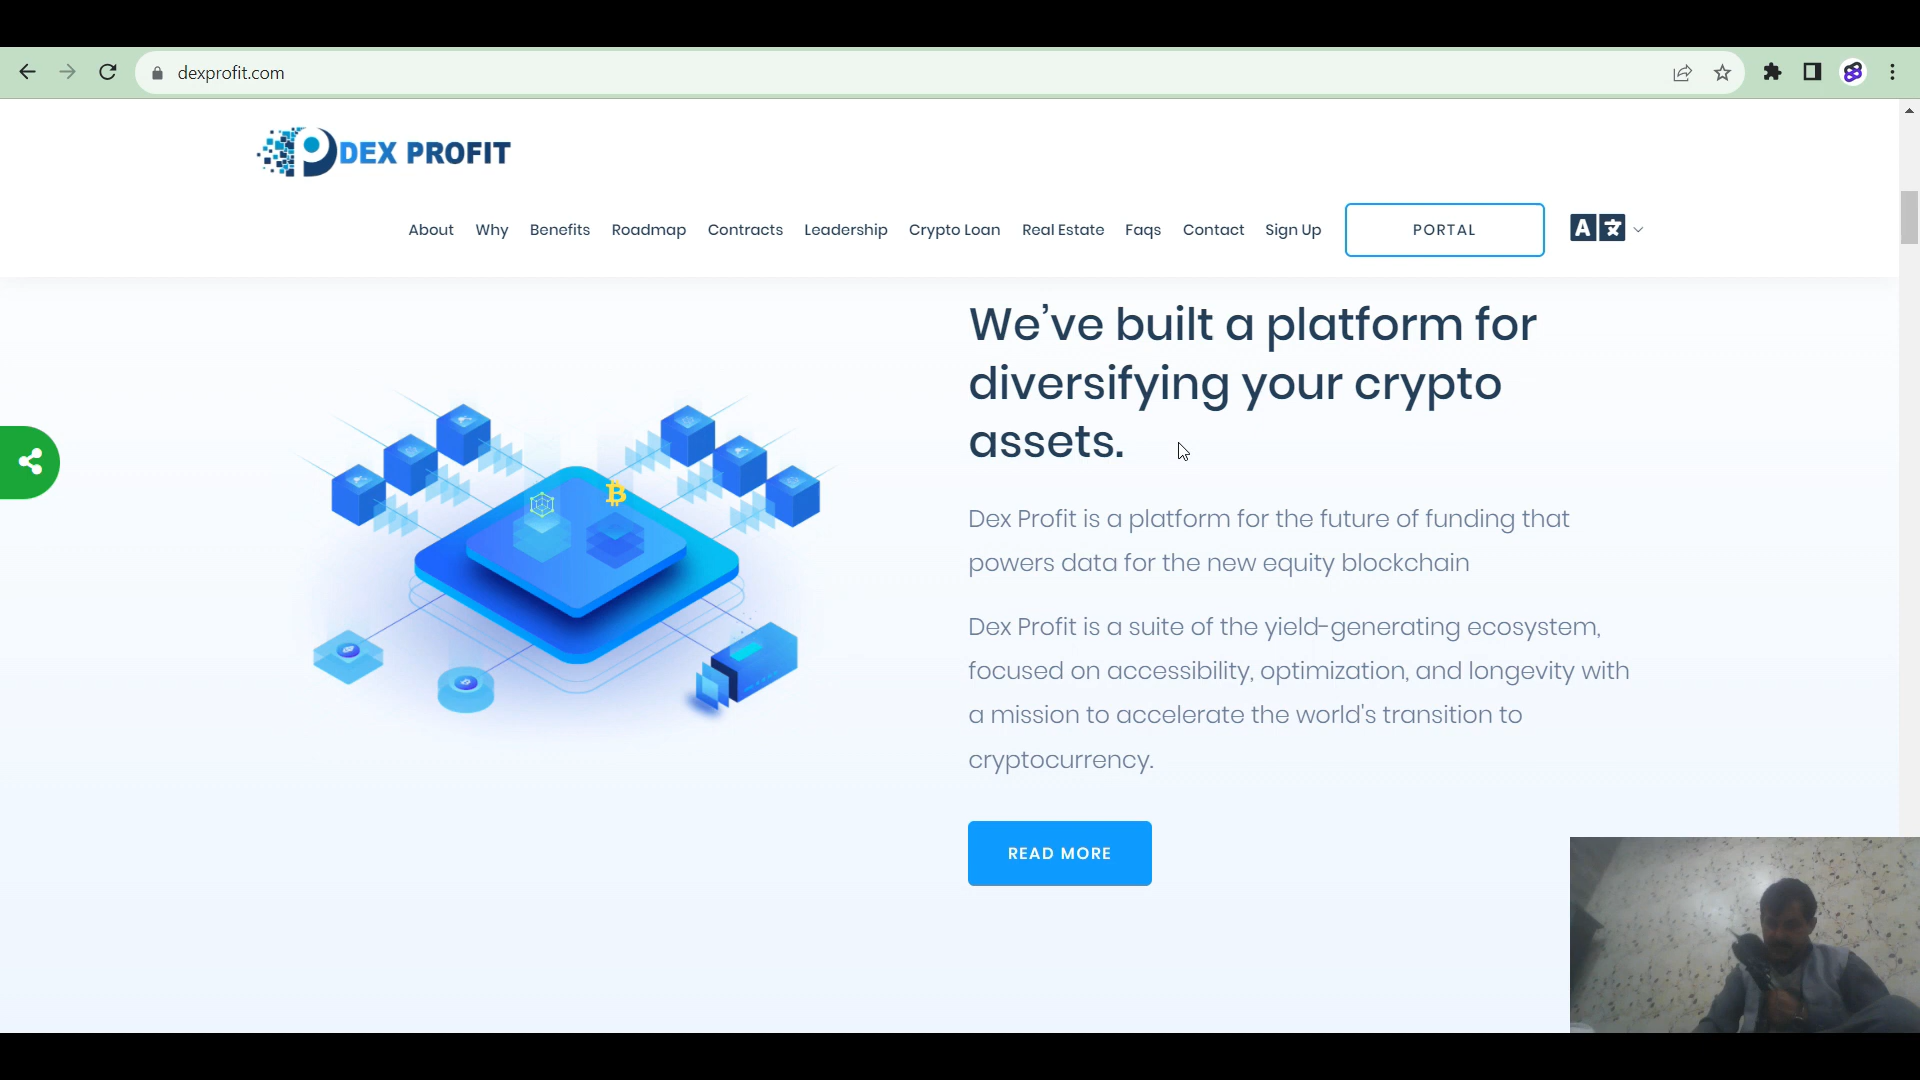 dexprofit.com
DEX PROFIT
About Why Benefits Roadmap Contracts Leadership Crypto Loan Real Estate Faqs Contact Sign Up PORTAL
We’ve built a platform for
diversifying your crypto
assets.
Dex Profit is a platform for the future of funding that
powers data for the new equity blockchain
Dex Profit is a suite of the yield-generating ecosystem,
focused on accessibility, optimization, and longevity with
a mission to accelerate the world's transition to
cryptocurrency.
READ MORE